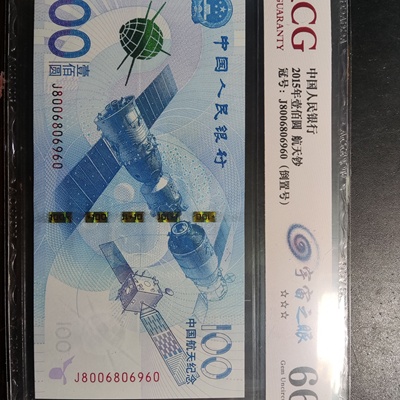 00
壹佰圆
中国人民银行
J8006806960
100
中国航天纪念
100
J8006806960
CG
GUARANTY
中国人民银行
2015年壹佰圆 航天钞
冠号：J8006806960（倒置号）
宇宙之眼
☆☆☆
66